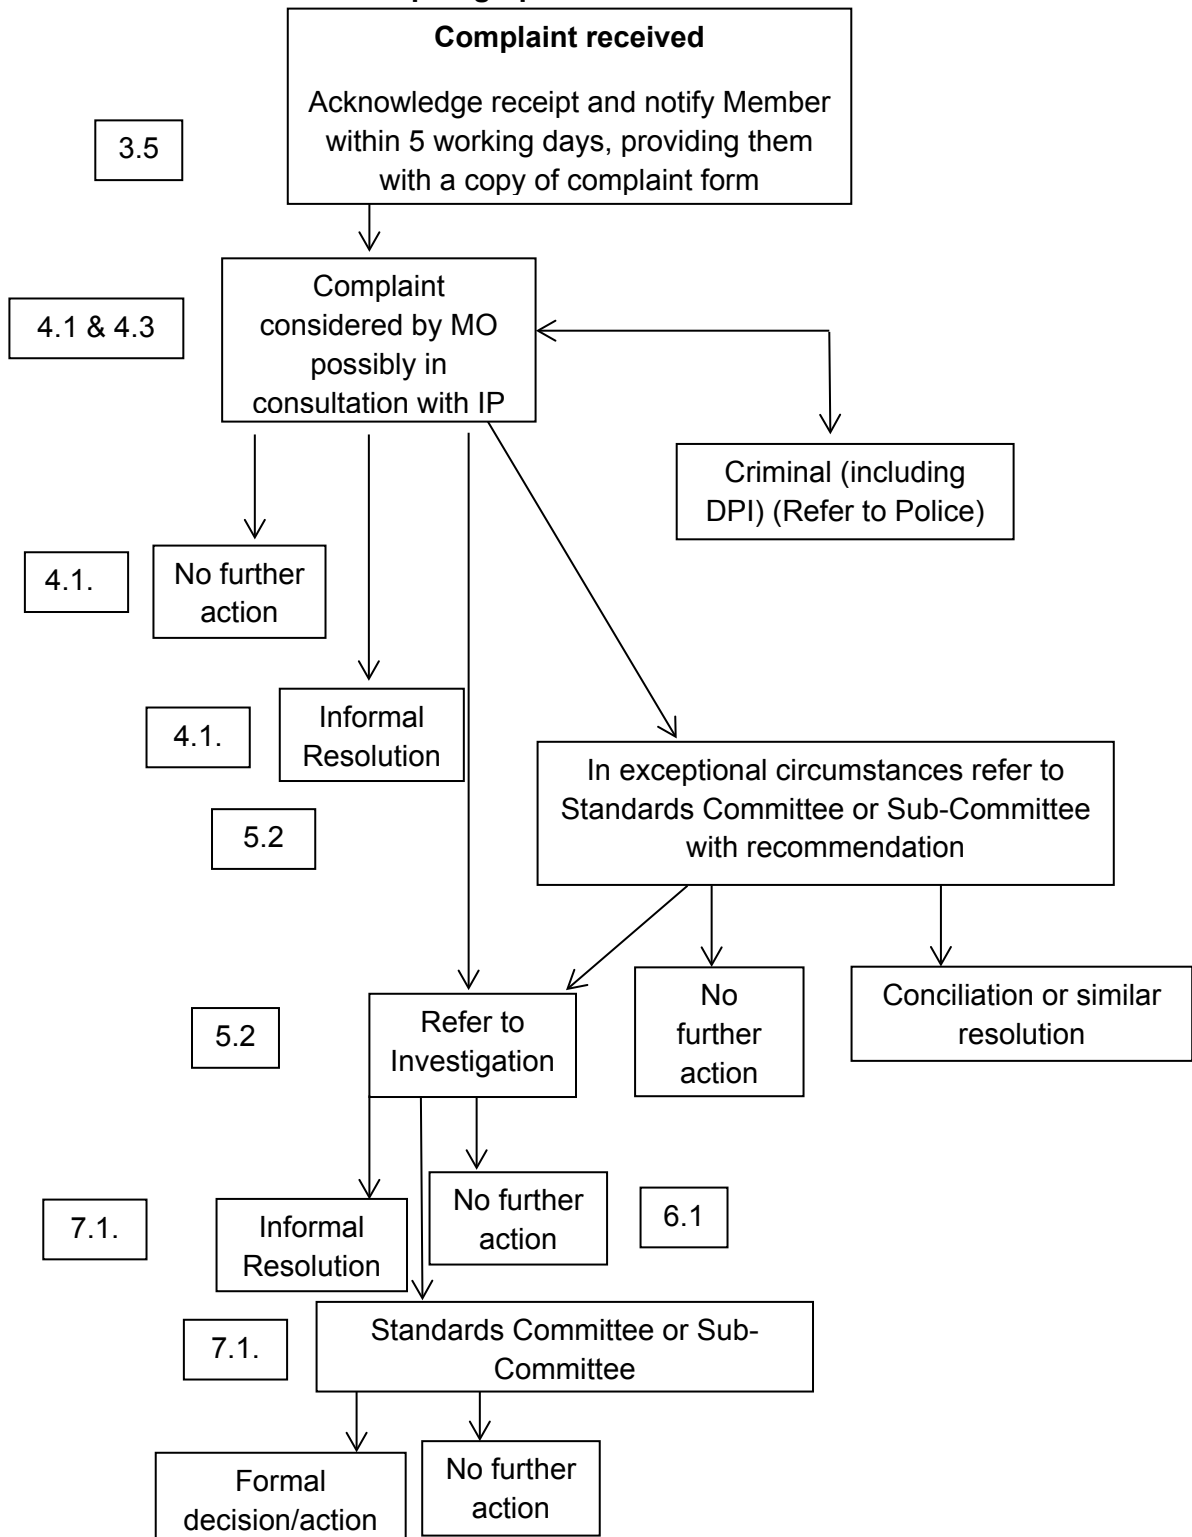 Complaint received
Acknowledge receipt and notify Member
within 5 working days, providing them
with a copy of complaint form
3.5
Complaint
considered by MO
possibly in
consultation with IP
4.1 & 4.3
Criminal (including
DPI) (Refer to Police)
No further
action
4.1.
Informal
Resolution
4.1.
In exceptional circumstances refer to
Standards Committee or Sub-Committee
with recommendation
5.2
Refer to
Investigation
5.2
No
further
action
Conciliation or similar
resolution
7.1.
Informal
Resolution
No further
action
6.1
7.1.
Standards Committee or Sub-
Committee
Formal
decision/action
No further
action